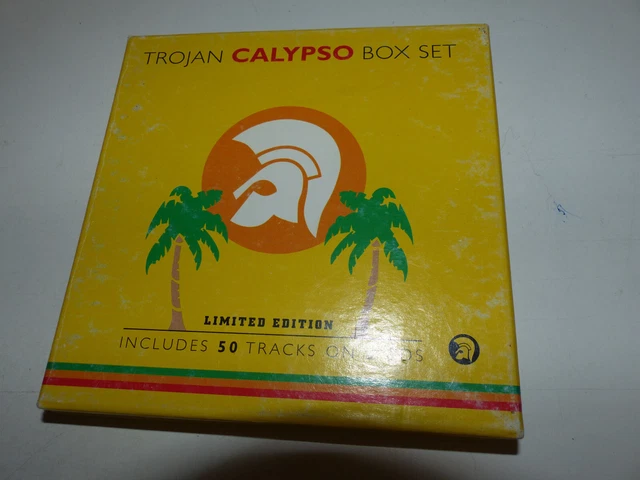 TROJAN CALYPSO BOX SET
LIMITED EDITION
INCLUDES 50 TRACKS ON